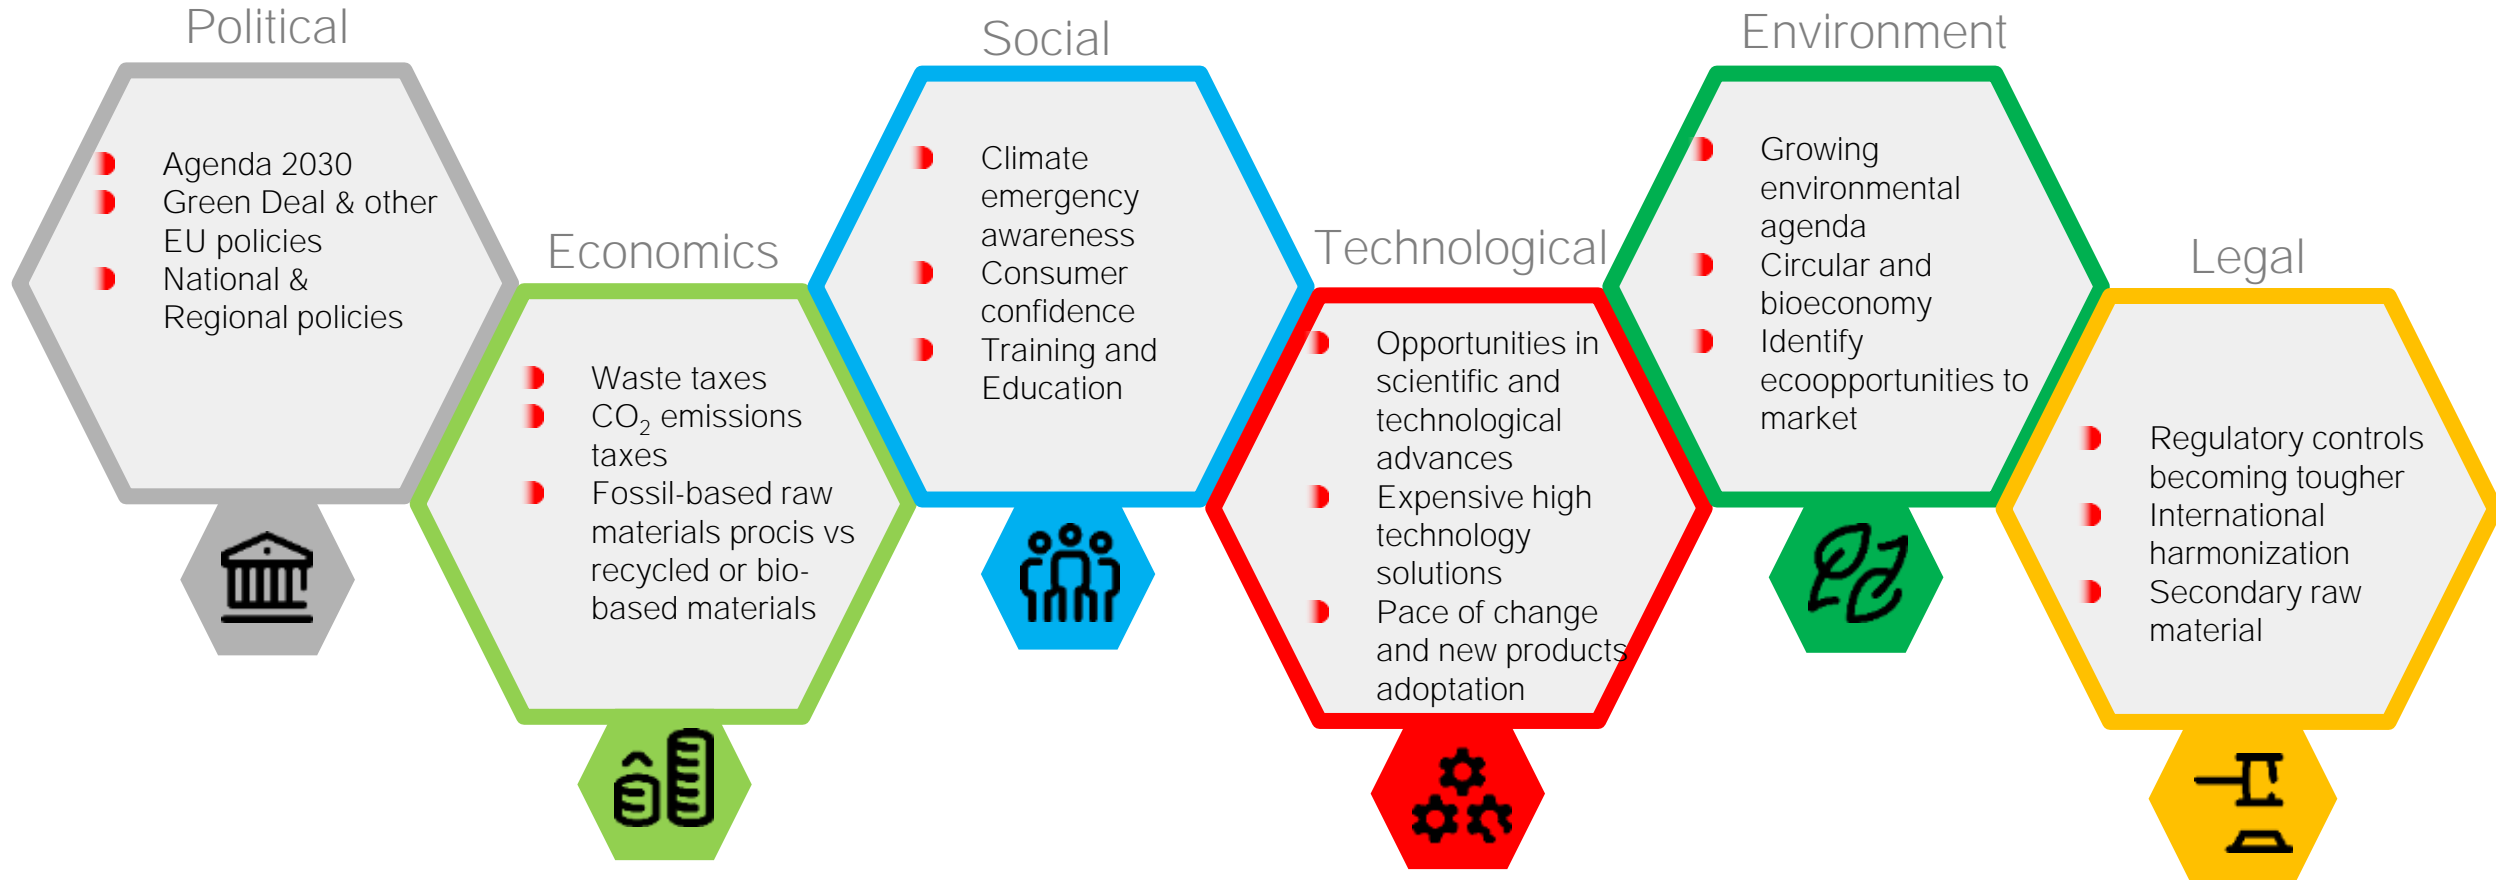 Political
Agenda 2030
Green Deal & other
EU policies
National &
Regional policies
Economics
Waste taxes
CO₂ emissions
taxes
Fossil-based raw
materials procis vs
recycled or bio-
based materials
Social
Climate
emergency
awareness
Consumer
confidence
Training and
Education
Technological
Opportunities in
scientific and
technological
advances
Expensive high
technology
solutions
Pace of change
and new products
adoptation
Environment
Growing
environmental
agenda
Circular and
bioeconomy
Identify
ecoopportunities to
market
Legal
Regulatory controls
becoming tougher
International
harmonization
Secondary raw
material